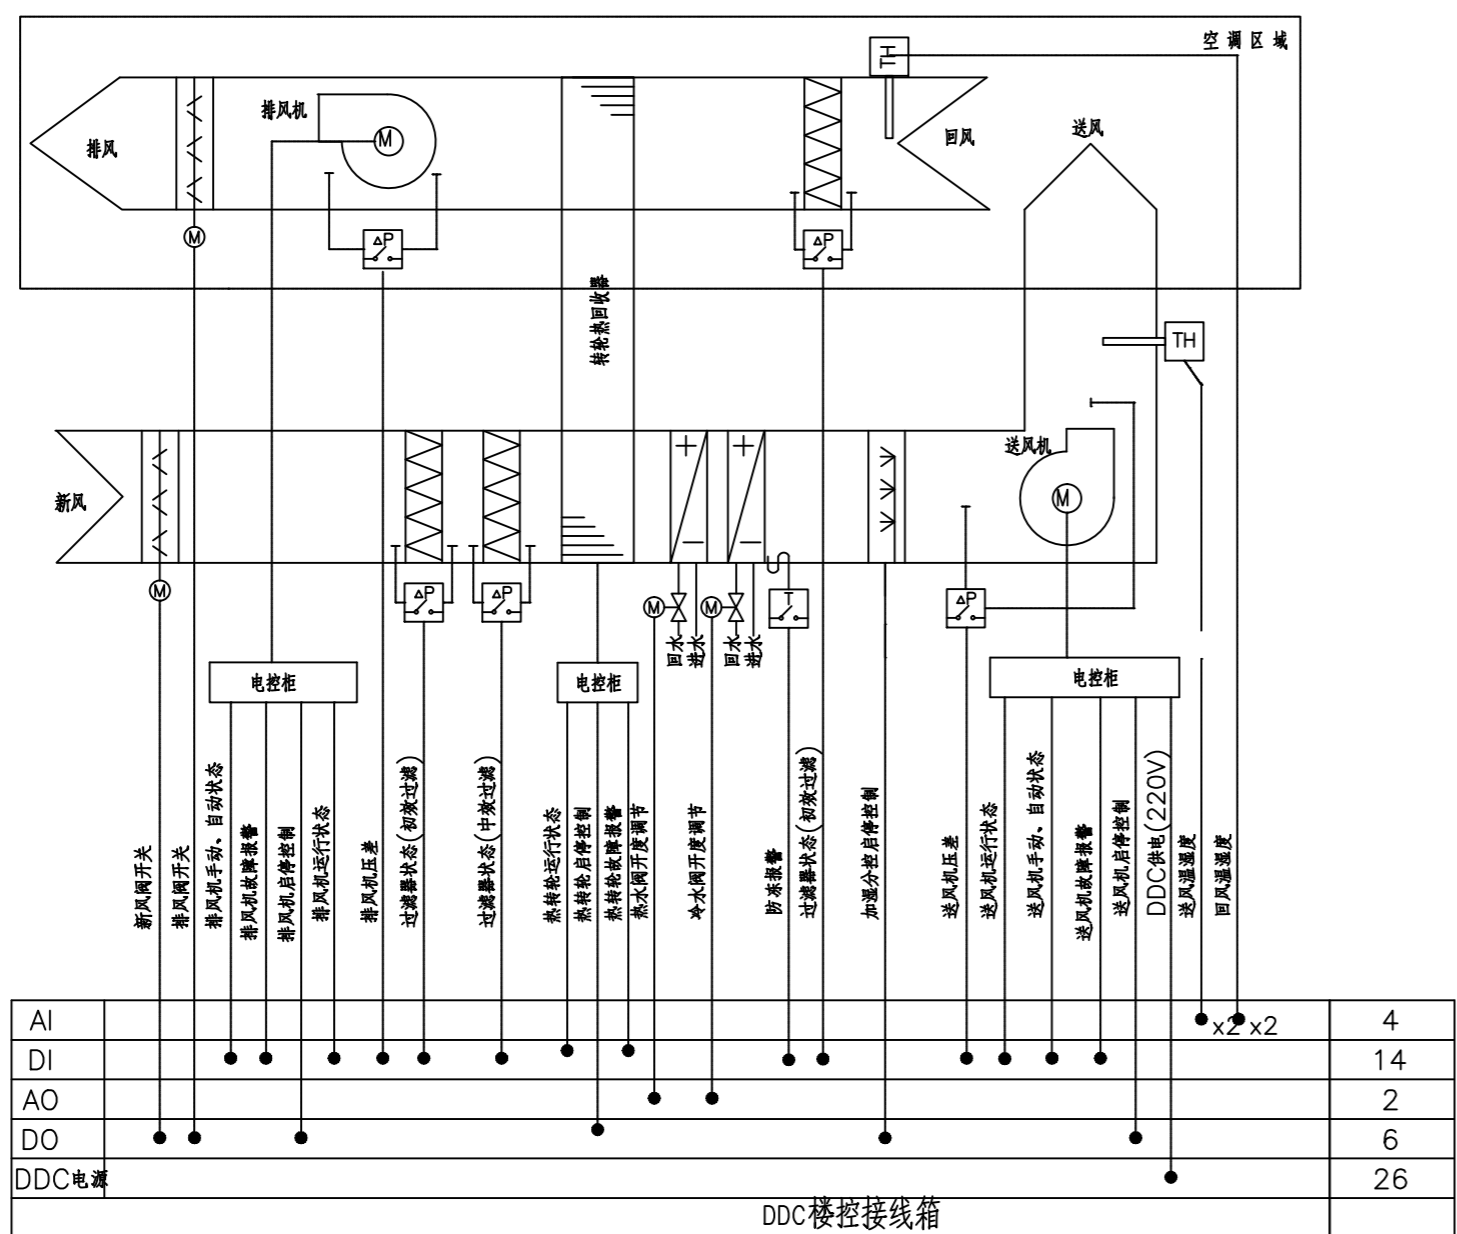 空调区域
TH
排风机
M
排风
回风
送风
M
ΔP
ΔP
转轮热回收器
TH
送风机
新风
M
M
ΔP
ΔP
T
ΔP
M
M
回水
进水
回水
进水
电控柜
电控柜
电控柜
新风阀开关
排风阀开关
排风机手动、自动状态
排风机故障报警
排风机启停控制
排风机运行状态
排风机压差
过滤器状态(初效过滤)
过滤器状态(中效过滤)
热转轮运行状态
热转轮启停控制
热转轮故障报警
热水阀开度调节
冷水阀开度调节
防冻报警
过滤器状态(初效过滤)
加湿分控启停控制
送风机压差
送风机运行状态
送风机手动、自动状态
送风机故障报警
送风机启停控制
DDC供电(220V)
送风温湿度
回风温湿度
AI x2 x2 4
DI 14
AO 2
DO 6
DDC电源 26
DDC楼控接线箱